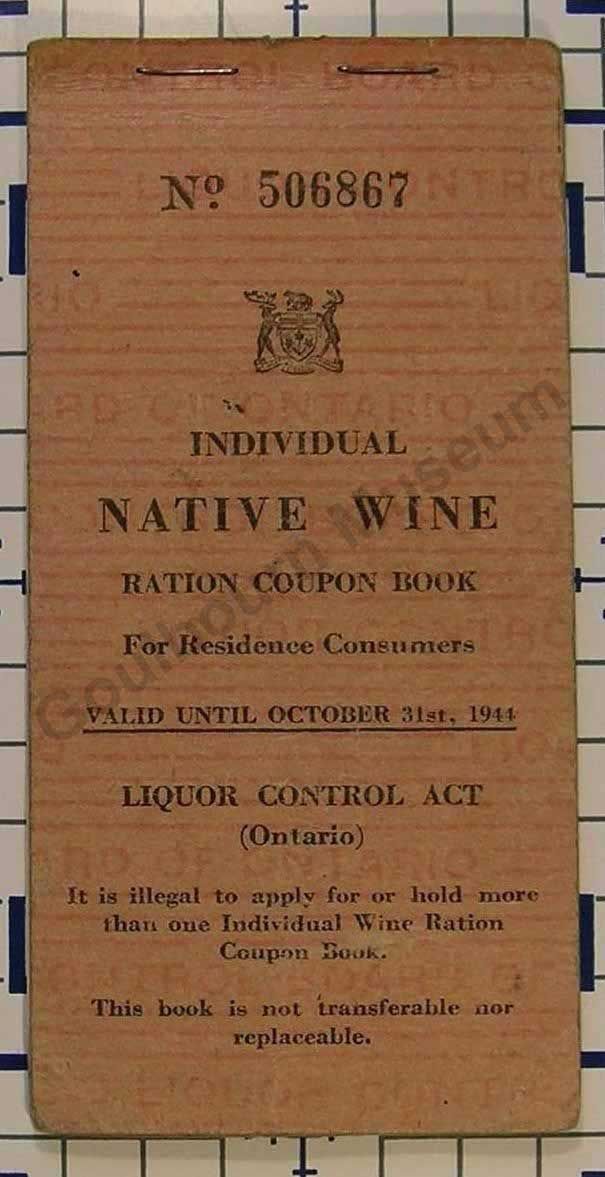 Nº. 506867
INDIVIDUAL
NATIVE WINE
RATION COUPON BOOK
For Residence Consumers
VALID UNTIL OCTOBER 31st, 1944
LIQUOR CONTROL ACT
(Ontario)
It is illegal to apply for or hold more
than one Individual Wine Ration
Coupon Book.
This book is not transferable nor
replaceable.
Goulbourn Museum